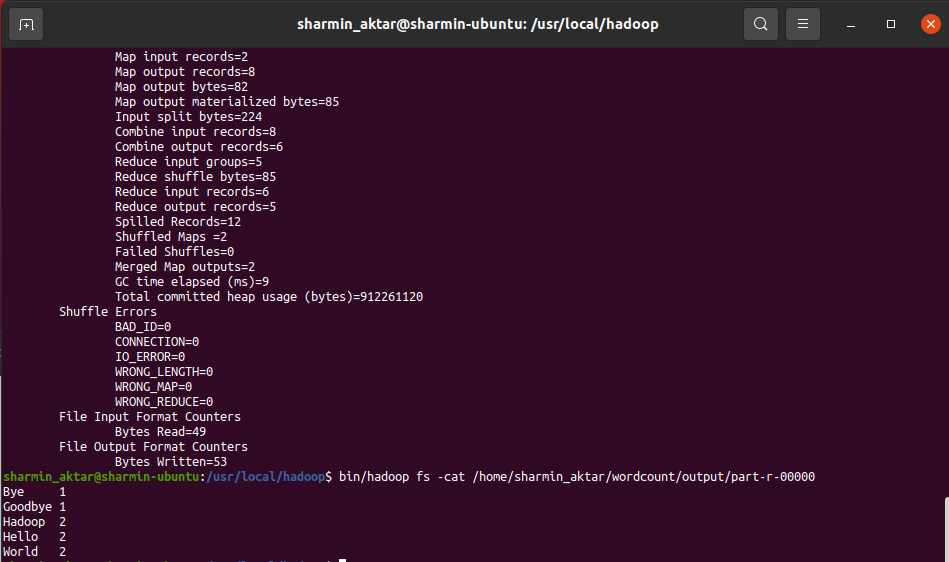 sharmin_aktar@sharmin-ubuntu: /usr/local/hadoop
Map input records=2
Map output records=8
Map output bytes=82
Map output materialized bytes=85
Input split bytes=224
Combine input records=8
Combine output records=6
Reduce input groups=5
Reduce shuffle bytes=85
Reduce input records=6
Reduce output records=5
Spilled Records=12
Shuffled Maps =2
Failed Shuffles=0
Merged Map outputs=2
GC time elapsed (ms)=9
Total committed heap usage (bytes)=912261120
Shuffle Errors
BAD_ID=0
CONNECTION=0
IO_ERROR=0
WRONG_LENGTH=0
WRONG_MAP=0
WRONG_REDUCE=0
File Input Format Counters
Bytes Read=49
File Output Format Counters
Bytes Written=53
sharmin_aktar@sharmin-ubuntu:/usr/local/hadoop$ bin/hadoop fs -cat /home/sharmin_aktar/wordcount/output/part-r-00000
Bye 1
Goodbye 1
Hadoop 2
Hello 2
World 2